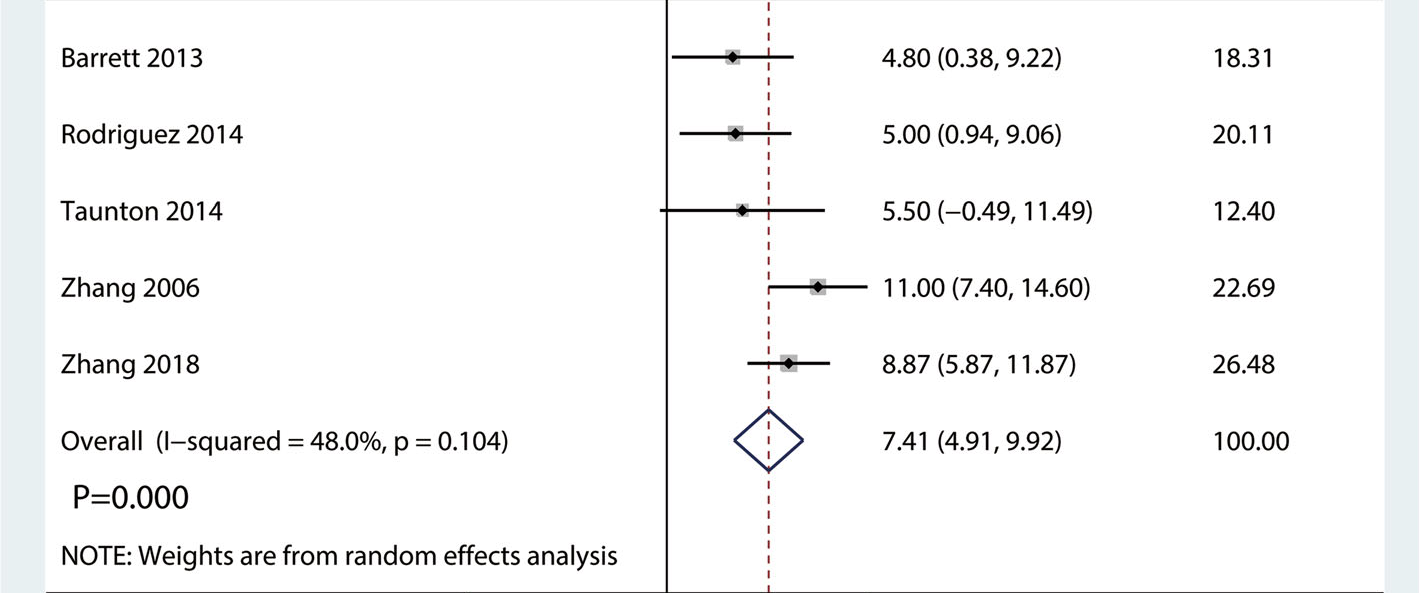 Barrett 2013 4.80 (0.38, 9.22) 18.31
Rodriguez 2014 5.00 (0.94, 9.06) 20.11
Taunton 2014 5.50 (−0.49, 11.49) 12.40
Zhang 2006 11.00 (7.40, 14.60) 22.69
Zhang 2018 8.87 (5.87, 11.87) 26.48
Overall (I−squared = 48.0%, p = 0.104) 7.41 (4.91, 9.92) 100.00
P=0.000
NOTE: Weights are from random effects analysis